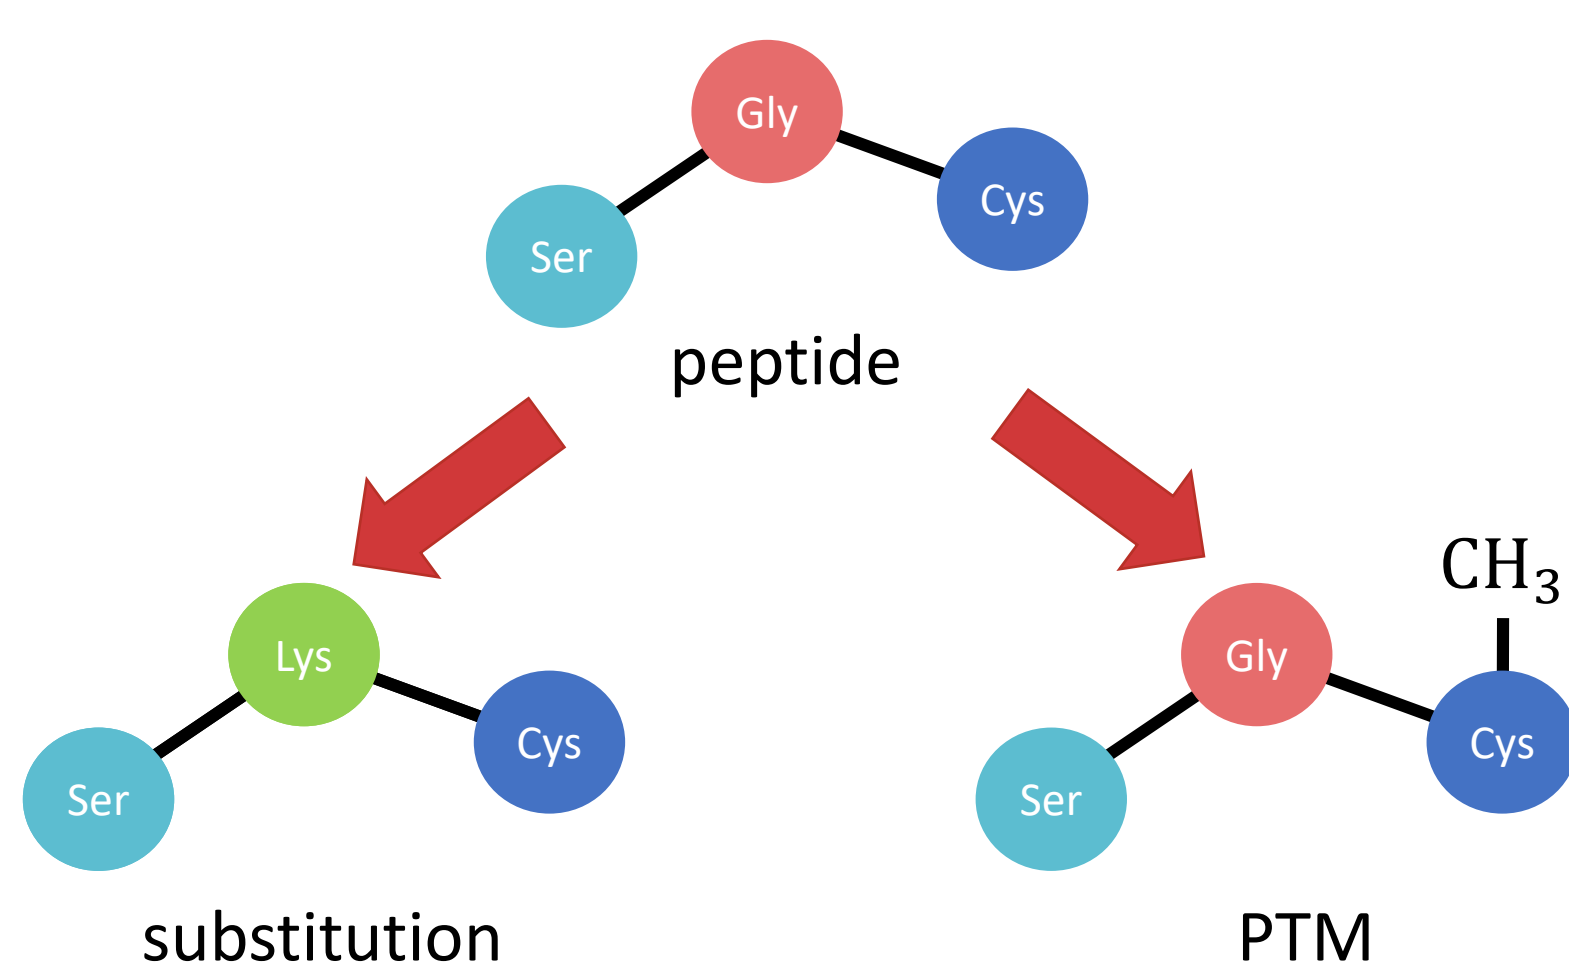 Gly
Cys
Ser
peptide
Lys
Cys
Ser
substitution
CH₃
Gly
Cys
Ser
PTM